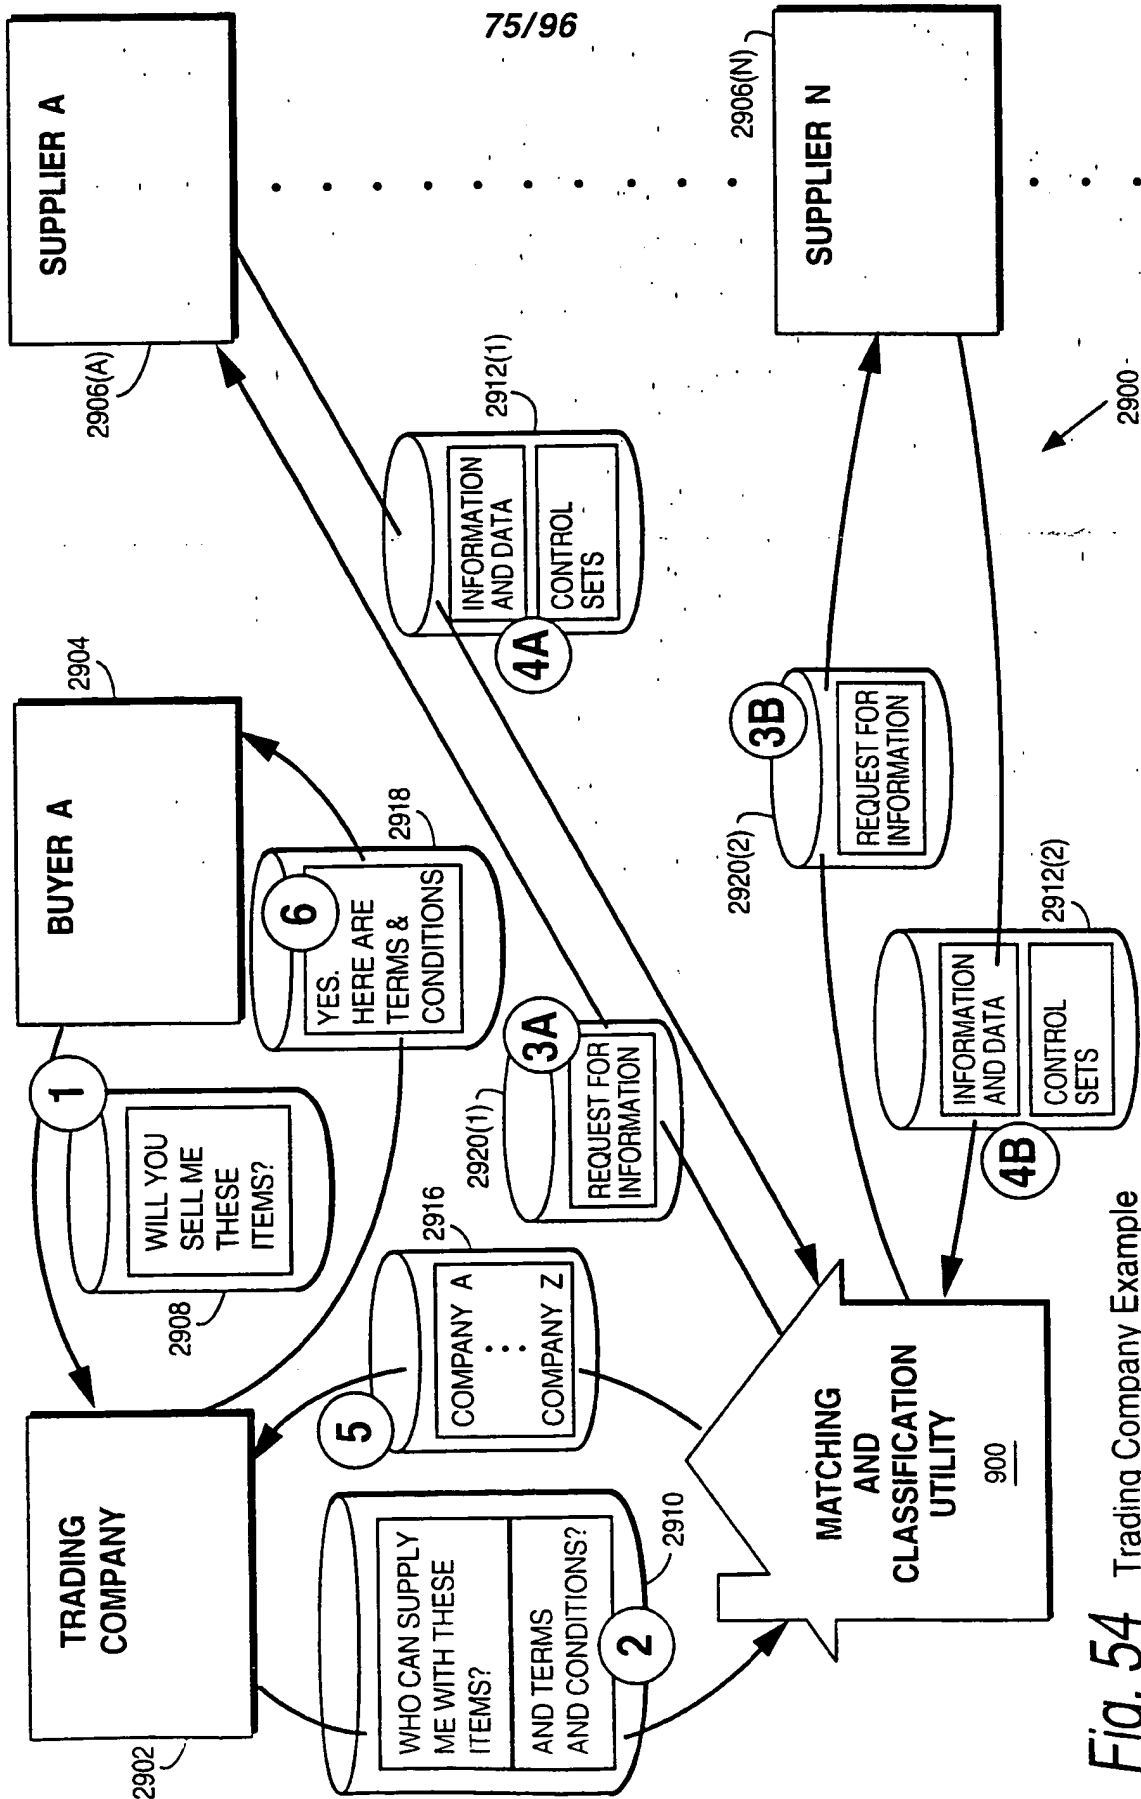 75/96
TRADING
COMPANY
2902
BUYER A
2904
SUPPLIER A
2906(A)
1
WILL YOU
SELL ME
THESE
ITEMS?
2908
6
YES.
HERE ARE
TERMS &
CONDITIONS
2918
WHO CAN SUPPLY
ME WITH THESE
ITEMS?
AND TERMS
AND CONDITIONS?
2
2910
5
COMPANY A
COMPANY Z
2916
2920(1)
3A
REQUEST FOR
INFORMATION
4A
INFORMATION
AND DATA
CONTROL
SETS
2912(1)
MATCHING
AND
CLASSIFICATION
UTILITY
900
2920(2)
3B
REQUEST FOR
INFORMATION
4B
INFORMATION
AND DATA
CONTROL
SETS
2912(2)
SUPPLIER N
2906(N)
2900
Fig. 54 Trading Company Example